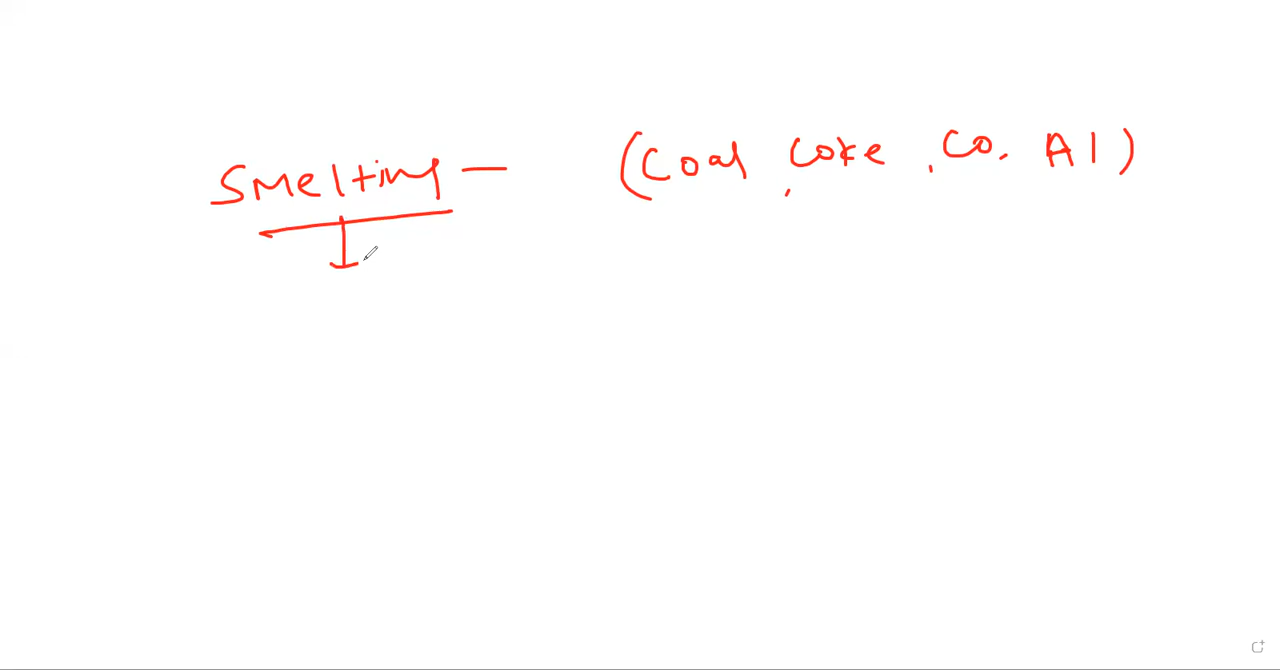 Smelting — (Coal, Coke, Co, Al)